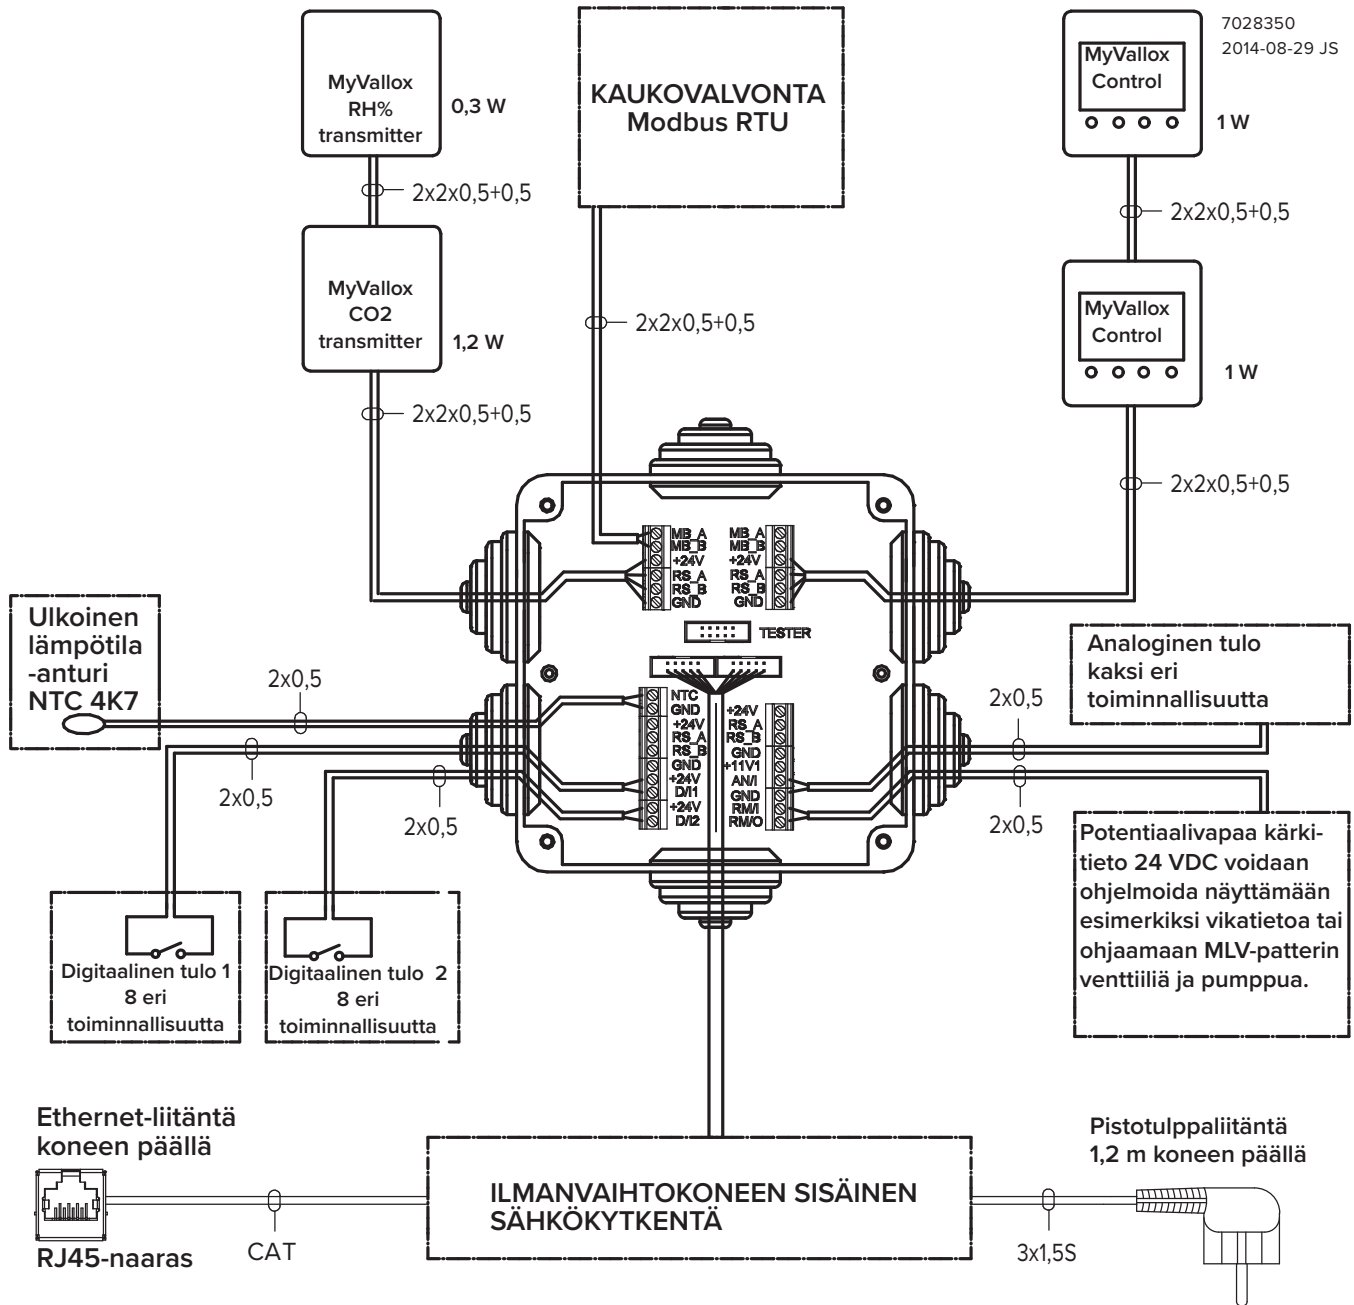 7028350
2014-08-29 JS
MyVallox
RH%
transmitter
0,3 W
KAUKOVALVONTA
Modbus RTU
MyVallox
Control
1 W
2x2x0,5+0,5
2x2x0,5+0,5
MyVallox
CO2
transmitter
1,2 W
2x2x0,5+0,5
MyVallox
Control
1 W
2x2x0,5+0,5
2x2x0,5+0,5
MB_A
MB_B
+24V
RS_A
RS_B
GND
MB_A
MB_B
+24V
RS_A
RS_B
GND
TESTER
Ulkoinen
lämpötila
-anturi
NTC 4K7
2x0,5
2x0,5
2x0,5
NTC
GND
+24V
RS_A
RS_B
GND
+24V
D/I1
+24V
D/I2
+24V
RS_A
RS_B
GND
+11V1
AN/I
GND
RM/I
RM/O
2x0,5
2x0,5
Analoginen tulo
kaksi eri
toiminnallisuutta
Potentiaalivapaa kärki-
tieto 24 VDC voidaan
ohjelmoida näyttämään
esimerkiksi vikatietoa tai
ohjaamaan MLV-patterin
venttiiliä ja pumppua.
Digitaalinen tulo 1
8 eri
toiminnallisuutta
Digitaalinen tulo 2
8 eri
toiminnallisuutta
Ethernet-liitäntä
koneen päällä
RJ45-naaras
CAT
ILMANVAIHTOKONEEN SISÄINEN
SÄHKÖKYTKENTÄ
3x1,5S
Pistotulppaliitäntä
1,2 m koneen päällä